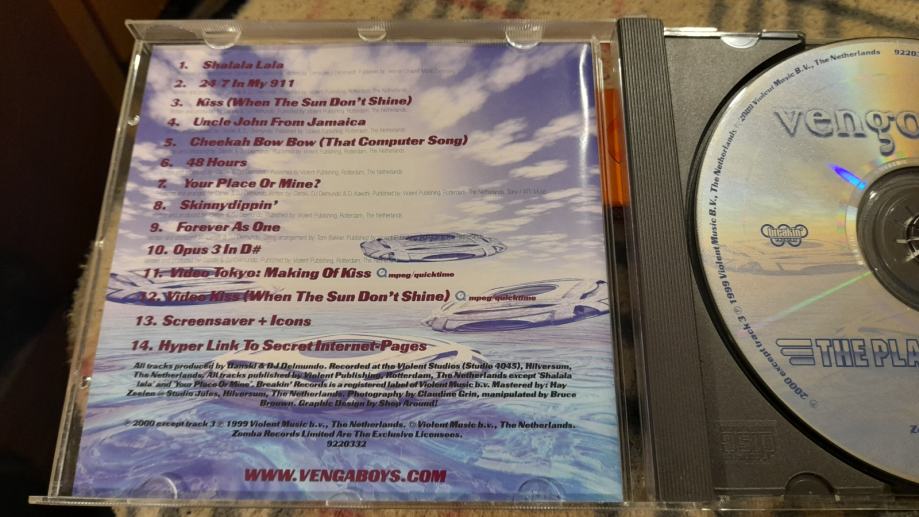 1. Shalala Lala
2. 24-7 In My 911
3. Kiss (When The Sun Don't Shine)
4. Uncle John From Jamaica
5. Cheekah Bow Bow (That Computer Song)
6. 48 Hours
7. Your Place Or Mine?
8. Skinnydippin'
9. Forever As One
10. Opus 3 In D#
11. Video Tokyo: Making Of Kiss mpeg/quicktime
12. Video Kiss (When The Sun Don't Shine) mpeg/quicktime
13. Screensaver + Icons
14. Hyper Link To Secret Internet-Pages
All tracks produced by Danski & DJ Delmundo. Recorded at the Violent Studios (Studio 4045), Hilversum,
The Netherlands. All tracks published by Violent Publishing, Rotterdam, The Netherlands except 'Shalala
lala' and 'Your Place Or Mine'. Breakin' Records is a registered label of Violent Music b.v. Mastered by: Hay
Zeelen @ Studio Jules, Hilversum, The Netherlands. Photography by Claudine Grin, manipulated by Bruce
Brouwn. Graphic Design by Shop Around!
℗ 2000 except track 3 ℗ 1999 Violent Music b.v., The Netherlands. © Violent Music b.v., The Netherlands.
Zomba Records Limited Are The Exclusive Licensees.
9220332
WWW.VENGABOYS.COM
℗ 2000 except track 3 ℗ 1999 Violent Music B.V., The Netherlands © 2000 Violent Music B.V., The Netherlands
venga
breakin'
THE PLA